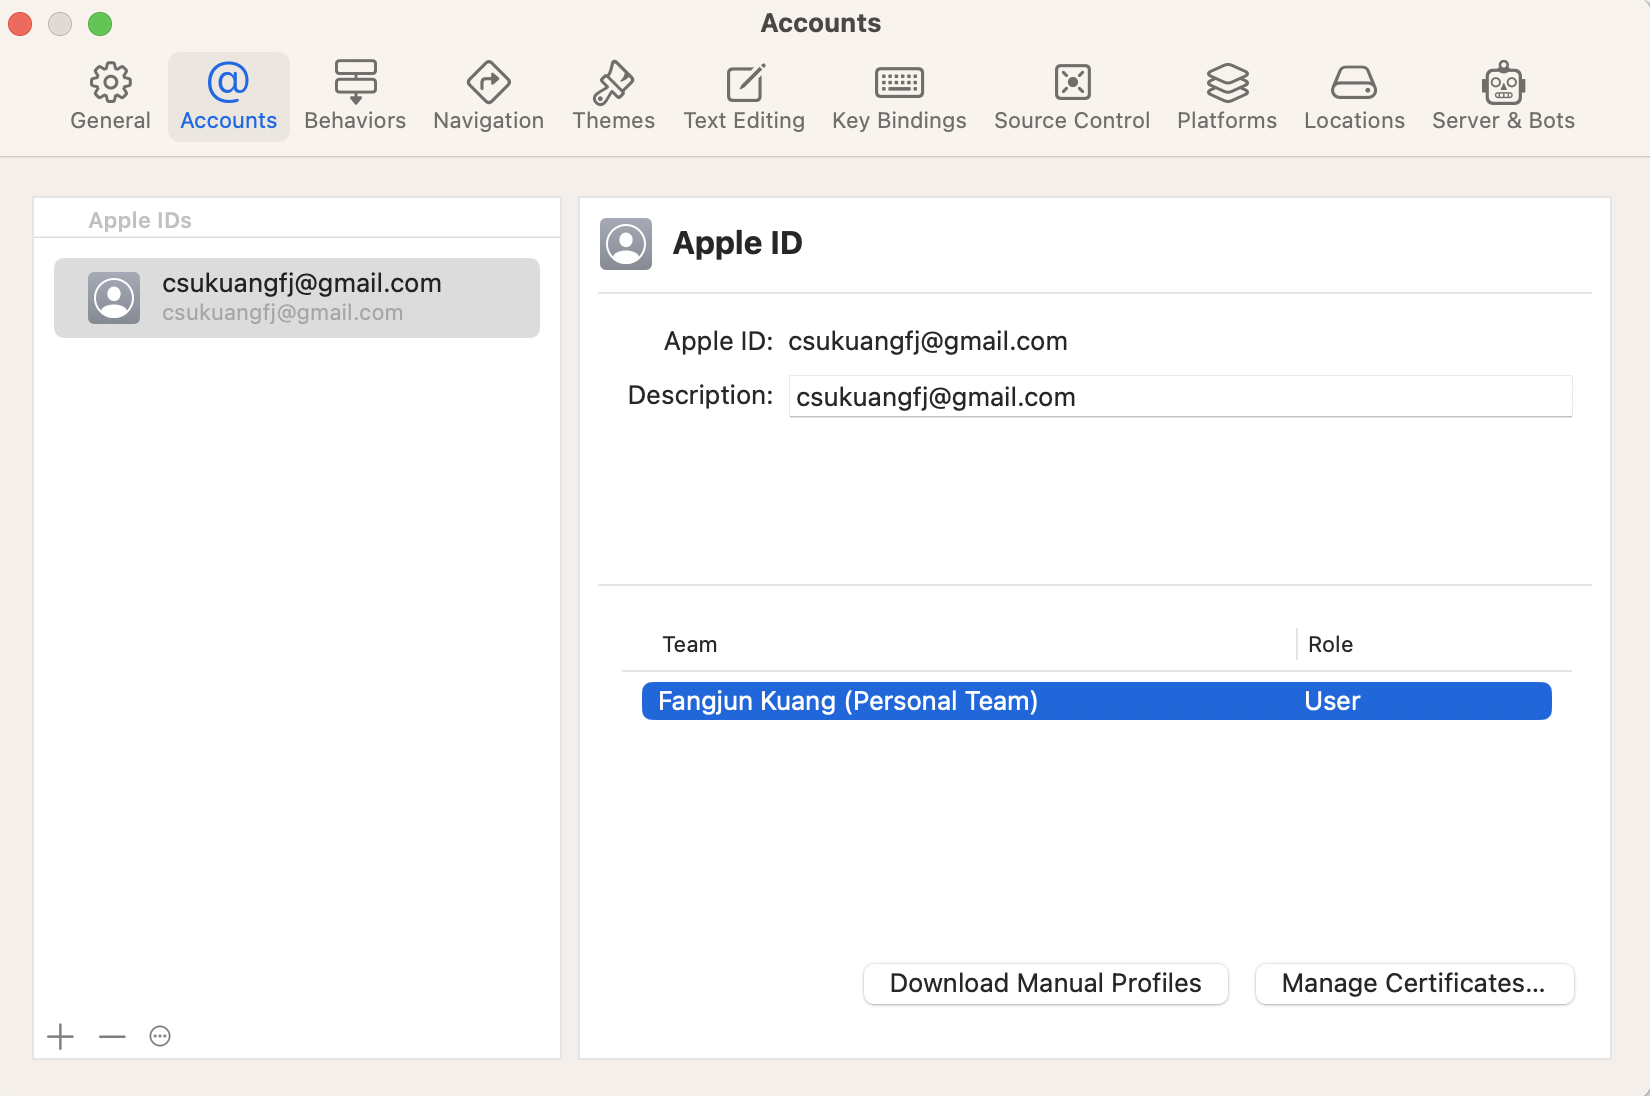 Accounts
General
Accounts
Behaviors
Navigation
Themes
Text Editing
Key Bindings
Source Control
Platforms
Locations
Server & Bots
Apple IDs
csukuangfj@gmail.com
csukuangfj@gmail.com
Apple ID
Apple ID: csukuangfj@gmail.com
Description: csukuangfj@gmail.com
Team Role
Fangjun Kuang (Personal Team) User
Download Manual Profiles
Manage Certificates...